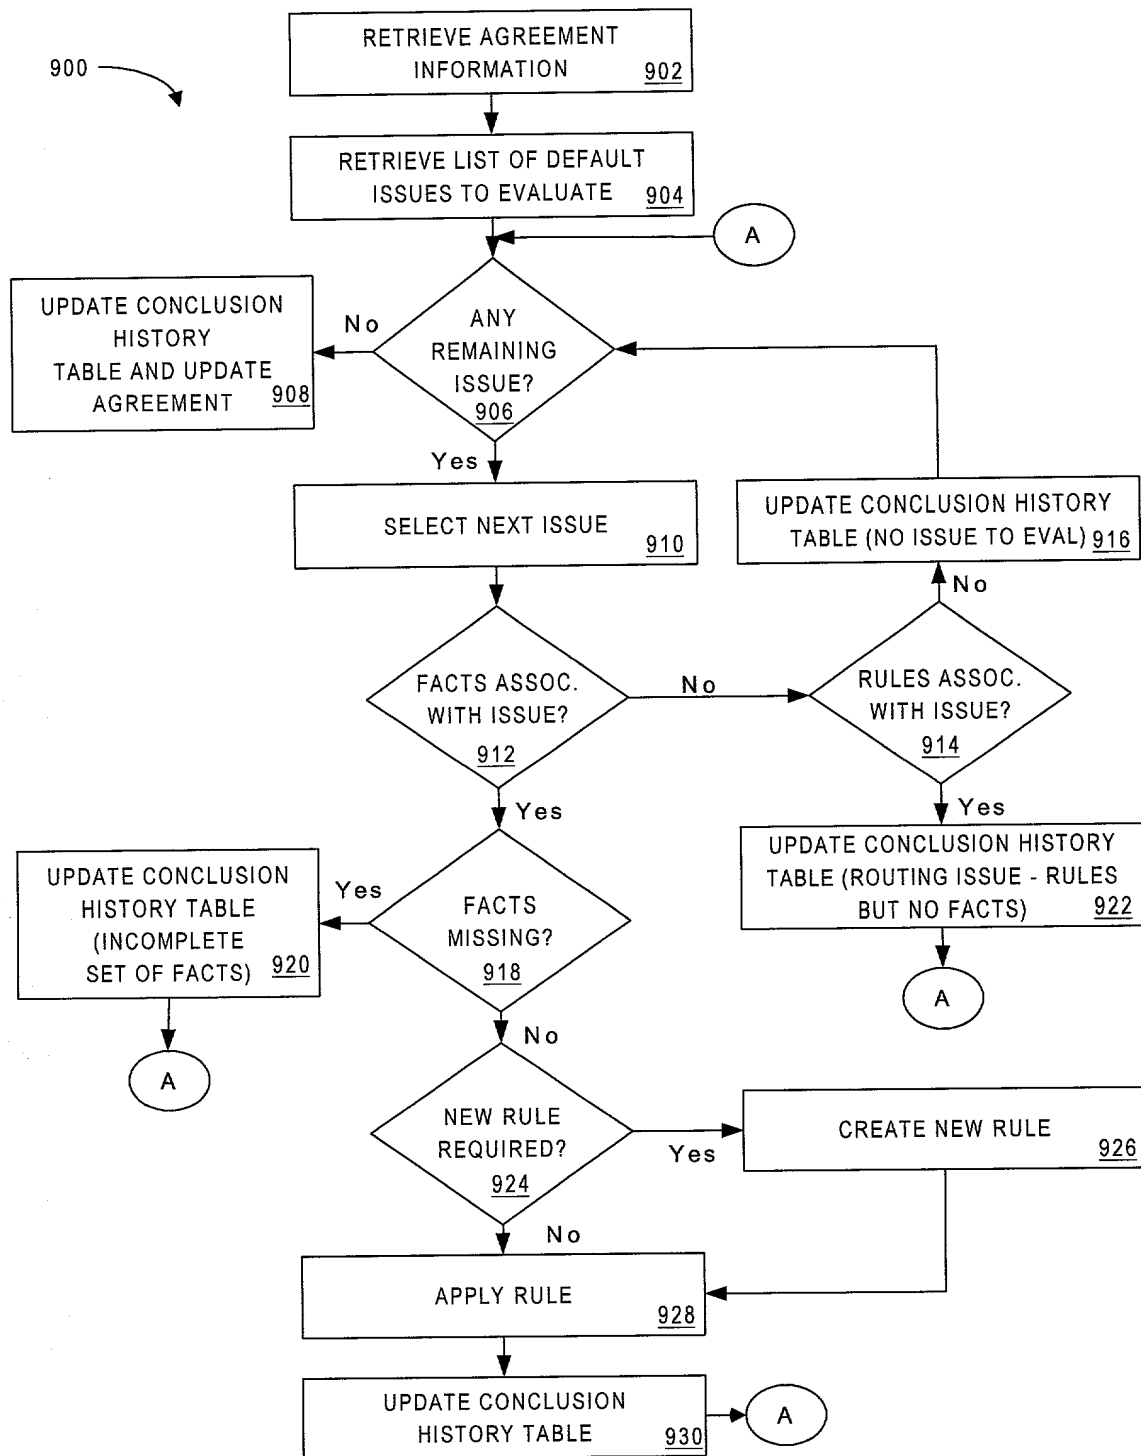 RETRIEVE AGREEMENT
INFORMATION 902
900
RETRIEVE LIST OF DEFAULT
ISSUES TO EVALUATE 904
A
UPDATE CONCLUSION
HISTORY
TABLE AND UPDATE
AGREEMENT 908
No
ANY
REMAINING
ISSUE?
906
Yes
SELECT NEXT ISSUE
910
UPDATE CONCLUSION HISTORY
TABLE (NO ISSUE TO EVAL) 916
No
FACTS ASSOC.
WITH ISSUE?
912
No
RULES ASSOC.
WITH ISSUE?
914
Yes
Yes
UPDATE CONCLUSION HISTORY
TABLE (ROUTING ISSUE - RULES
BUT NO FACTS) 922
A
UPDATE CONCLUSION
HISTORY TABLE
(INCOMPLETE
SET OF FACTS) 920
Yes
FACTS
MISSING?
918
A
No
NEW RULE
REQUIRED?
924
Yes
CREATE NEW RULE
926
No
APPLY RULE
928
UPDATE CONCLUSION
HISTORY TABLE 930
A